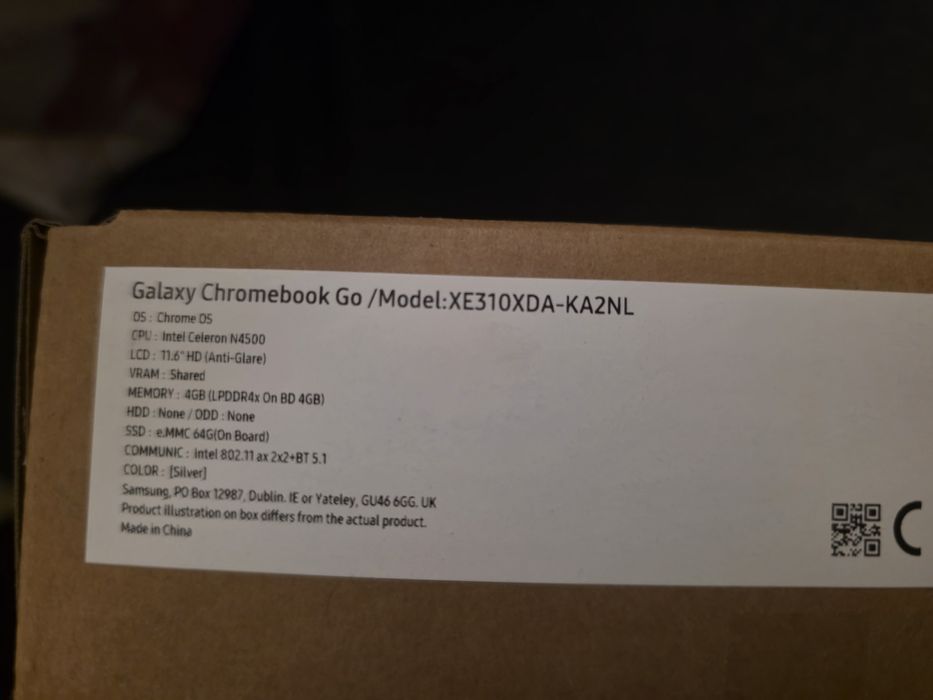 Galaxy Chromebook Go /Model:XE310XDA-KA2NL
OS : Chrome OS
CPU : Intel Celeron N4500
LCD : 11.6" HD (Anti-Glare)
VRAM : Shared
MEMORY : 4GB (LPDDR4x On BD 4GB)
HDD : None / ODD : None
SSD : e.MMC 64G(On Board)
COMMUNIC : Intel 802.11 ax 2x2+BT 5.1
COLOR : [Silver]
Samsung, PO Box 12987, Dublin. IE or Yateley, GU46 6GG. UK
Product illustration on box differs from the actual product.
Made in China